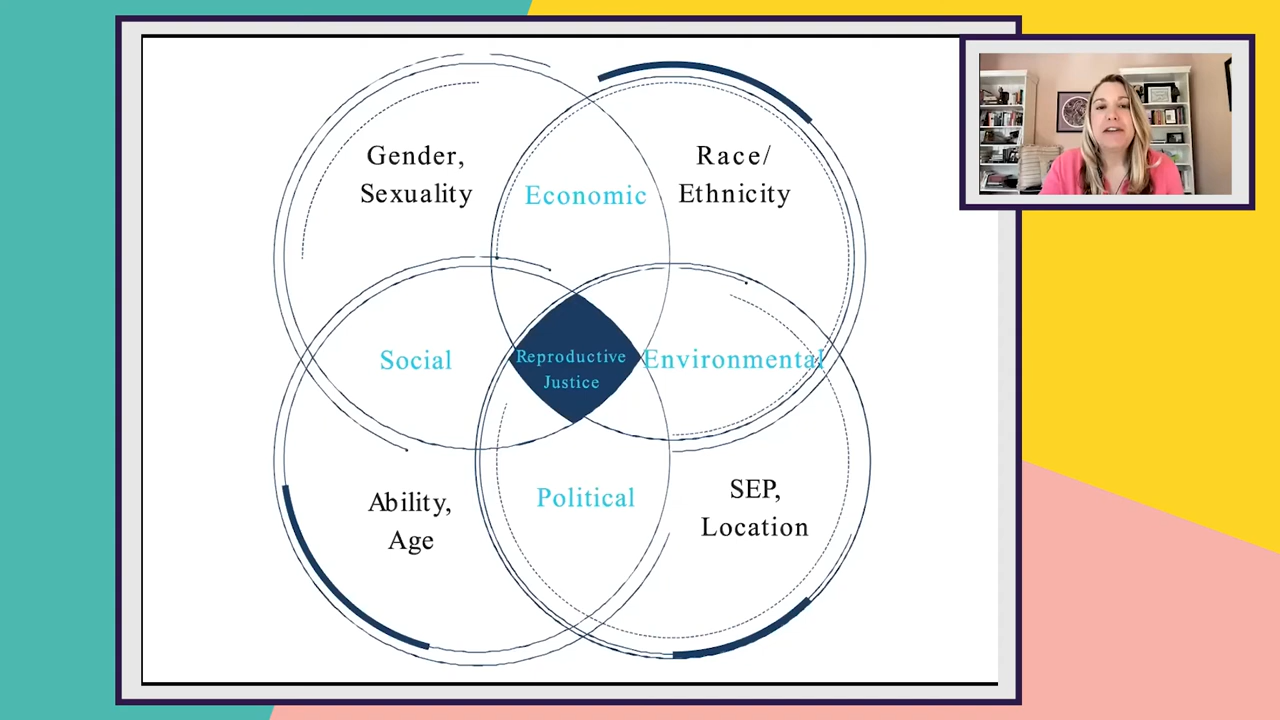 Gender,
Sexuality
Economic
Race/
Ethnicity
Social
Reproductive
Justice
Environmental
Ability,
Age
Political
SEP,
Location